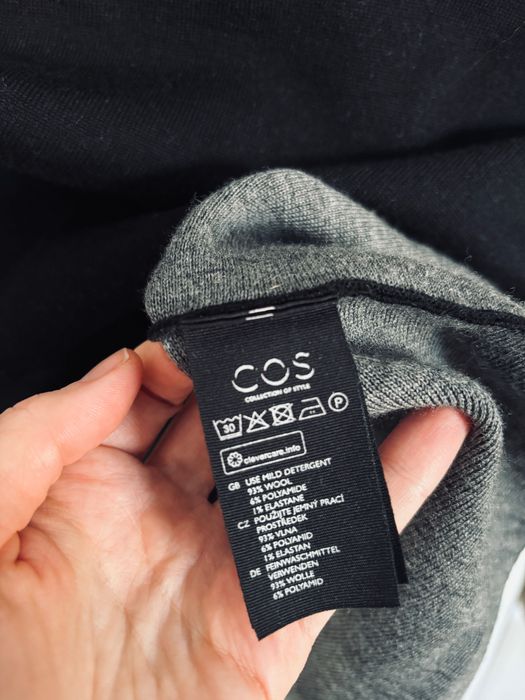 COS
COLLECTION OF STYLE
30 P
clevercare.info
GB USE MILD DETERGENT
93% WOOL
6% POLYAMIDE
1% ELASTANE
CZ POUŽIJTE JEMNÝ PRACÍ
PROSTŘEDEK
93% VLNA
6% POLYAMID
1% ELASTAN
DE FEINWASCHMITTEL
VERWENDEN
93% WOLLE
6% POLYAMID